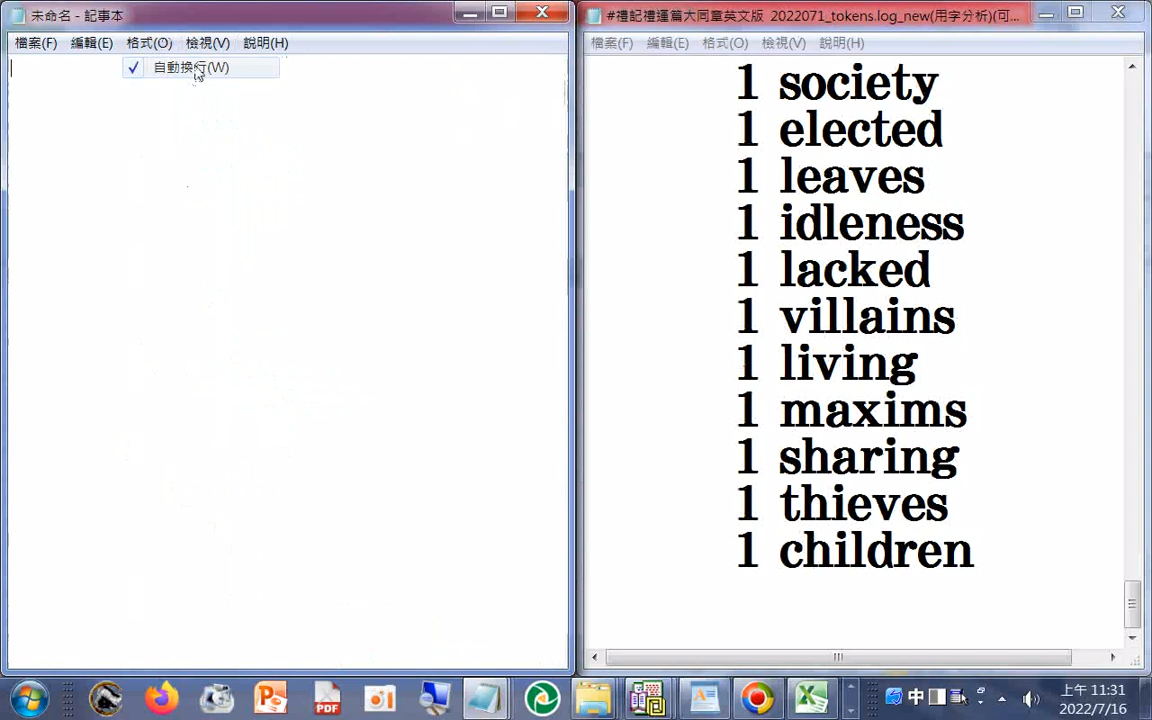 未命名 - 記事本
檔案(F) 編輯(E) 格式(O) 檢視(V) 說明(H)
自動換行(W)
#禮記禮運篇大同章英文版 2022071_tokens.log_new(用字分析)(可...
檔案(F) 編輯(E) 格式(O) 檢視(V) 說明(H)
1 society
1 elected
1 leaves
1 idleness
1 lacked
1 villains
1 living
1 maxims
1 sharing
1 thieves
1 children
中
上午 11:31
2022/7/16